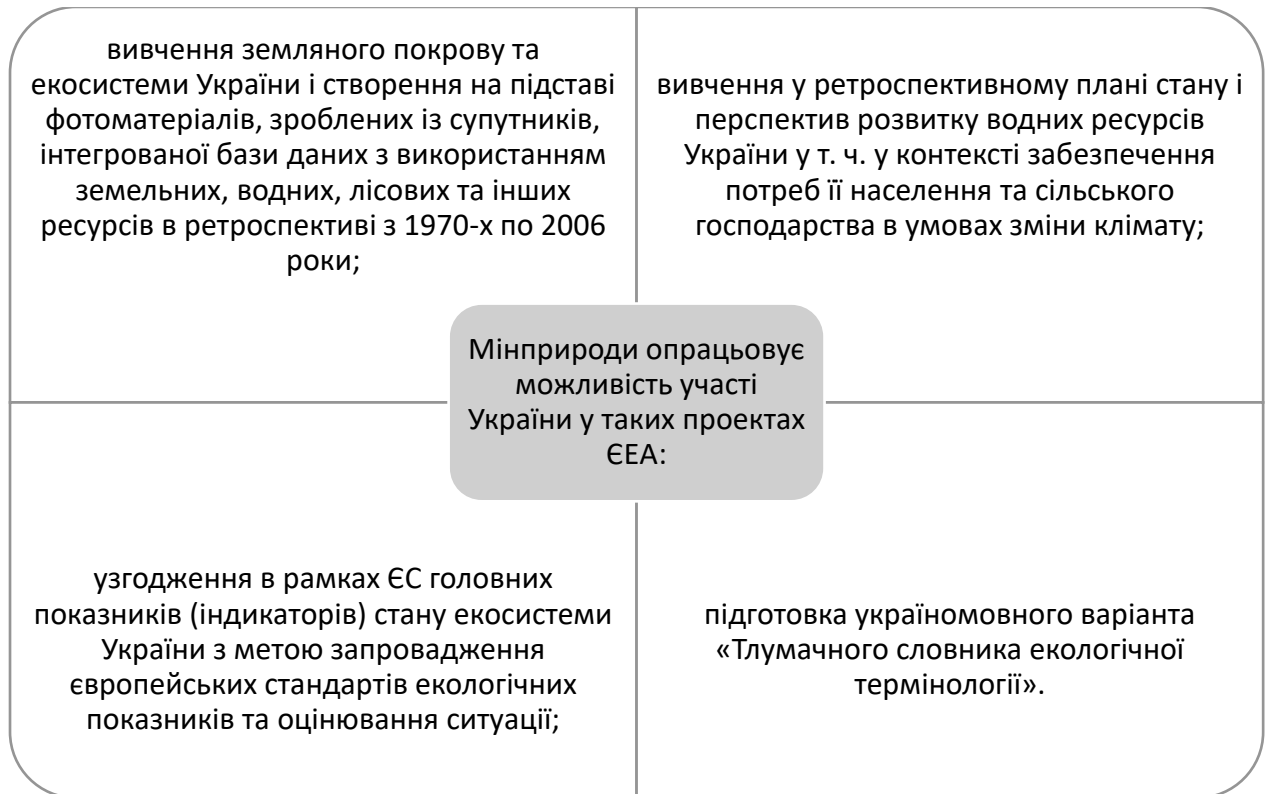 вивчення земляного покрову та
екосистеми України і створення на підставі
фотоматеріалів, зроблених із супутників,
інтегрованої бази даних з використанням
земельних, водних, лісових та інших
ресурсів в ретроспективі з 1970-х по 2006
роки;
вивчення у ретроспективному плані стану і
перспектив розвитку водних ресурсів
України у т. ч. у контексті забезпечення
потреб її населення та сільського
господарства в умовах зміни клімату;
Мінприроди опрацьовує
можливість участі
України у таких проектах
ЄЕА:
узгодження в рамках ЄС головних
показників (індикаторів) стану екосистеми
України з метою запровадження
європейських стандартів екологічних
показників та оцінювання ситуації;
підготовка україномовного варіанта
«Тлумачного словника екологічної
термінології».